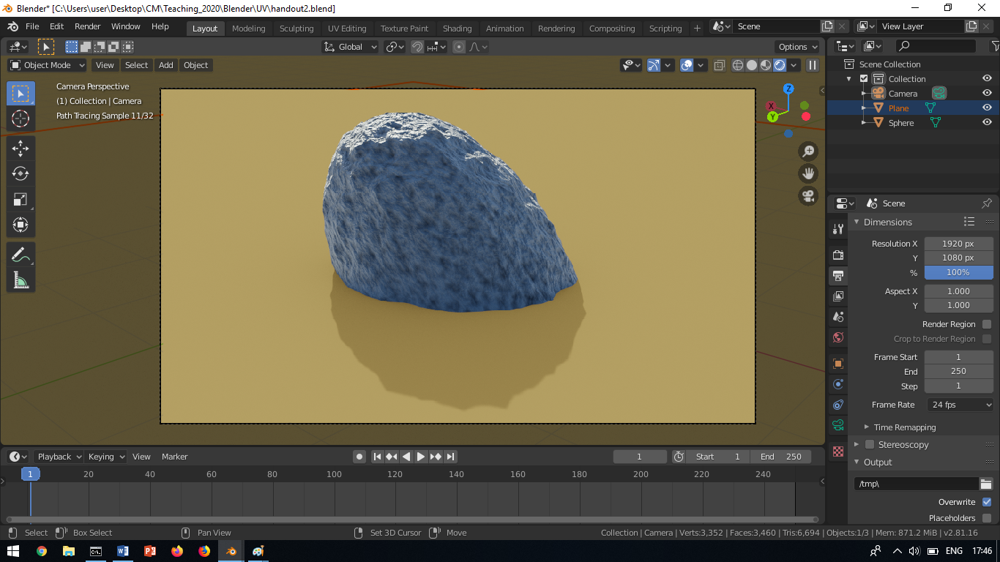 Blender* [C:\Users\user\Desktop\CM\Teaching_2020\Blender\UV\handout2.blend]
File Edit Render Window Help Layout Modeling Sculpting UV Editing Texture Paint Shading Animation Rendering Compositing Scripting + Scene View Layer
Global Options
Object Mode View Select Add Object
Camera Perspective
(1) Collection | Camera
Path Tracing Sample 11/32
Z
X
Y
Scene Collection
Collection
Camera
Plane
Sphere
Scene
Dimensions
Resolution X 1920 px
Y 1080 px
% 100%
Aspect X 1.000
Y 1.000
Render Region
Crop to Render Region
Frame Start 1
End 250
Step 1
Frame Rate 24 fps
Time Remapping
Stereoscopy
Output
/tmp\
Overwrite
Placeholders
Playback Keying View Marker 1 Start 1 End 250
1 20 40 60 80 100 120 140 160 180 200 220 240
Select Box Select Pan View Set 3D Cursor Move Collection | Camera | Verts:3,352 | Faces:3,460 | Tris:6,694 | Objects:1/3 | Mem: 871.2 MiB | v2.81.16
ENG 17:46